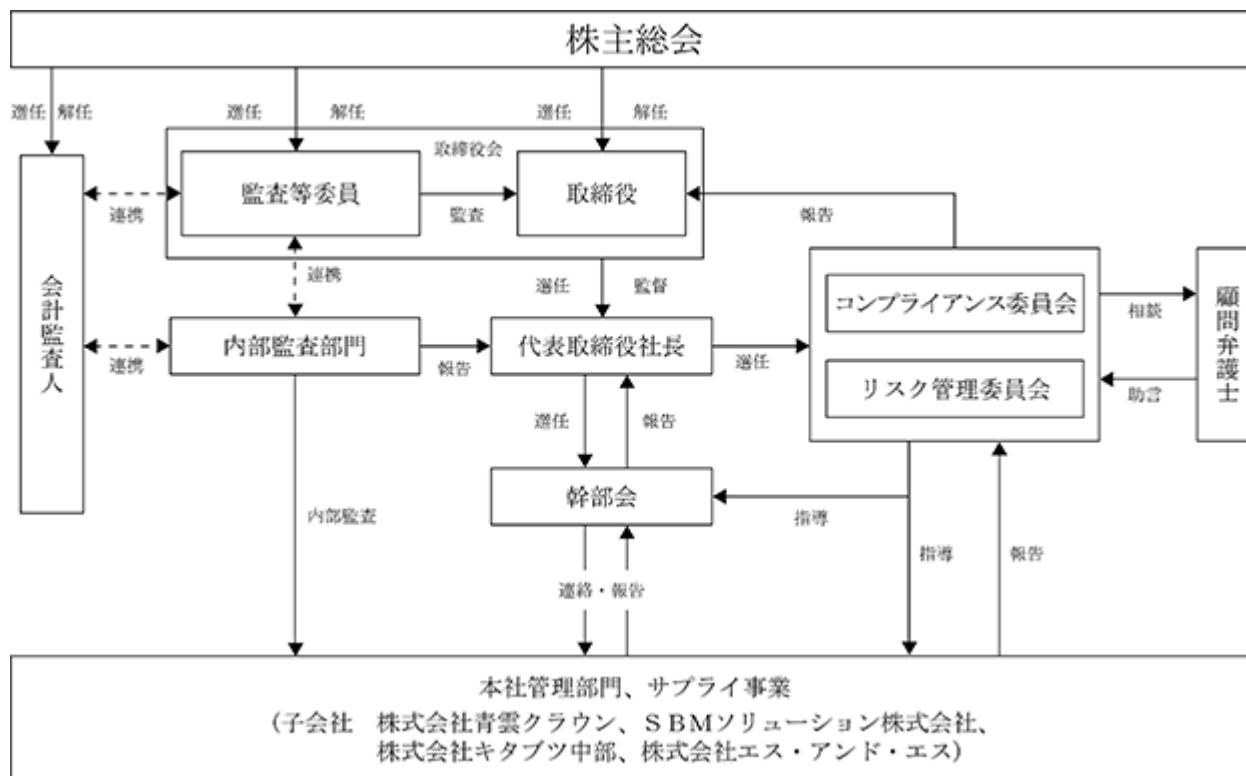 株主総会
選任 解任
選任 解任
選任 解任
取締役会
監査等委員
取締役
連携
監査
報告
連携
選任 監督
会計監査人
コンプライアンス委員会
相談
顧問弁護士
内部監査部門
代表取締役社長
連携
報告
選任
リスク管理委員会
助言
選任
報告
幹部会
内部監査
指導
指導
報告
連絡・報告
本社管理部門、サプライ事業
(子会社 株式会社青雲クラウン、SBMソリューション株式会社、
株式会社キタブツ中部、株式会社エス・アンド・エス)